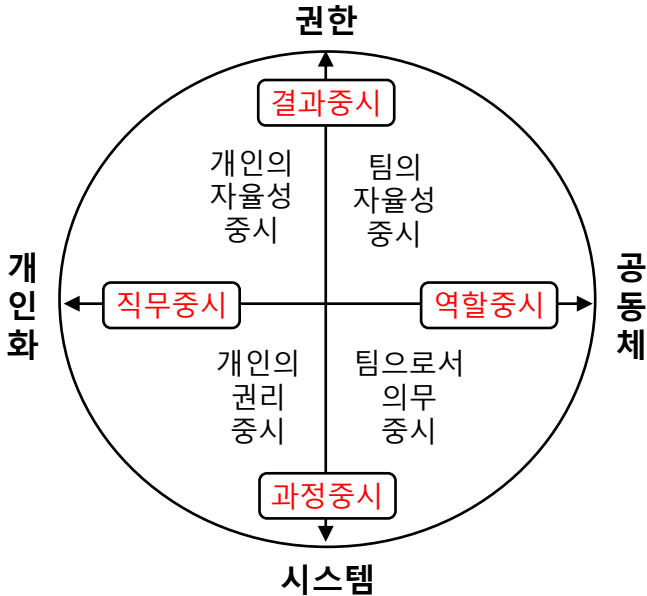 권한
결과중시
개인의
자율성
중시
팀의
자율성
중시
개
인
화
직무중시
역할중시
공
동
체
개인의
권리
중시
팀으로서
의무
중시
과정중시
시스템